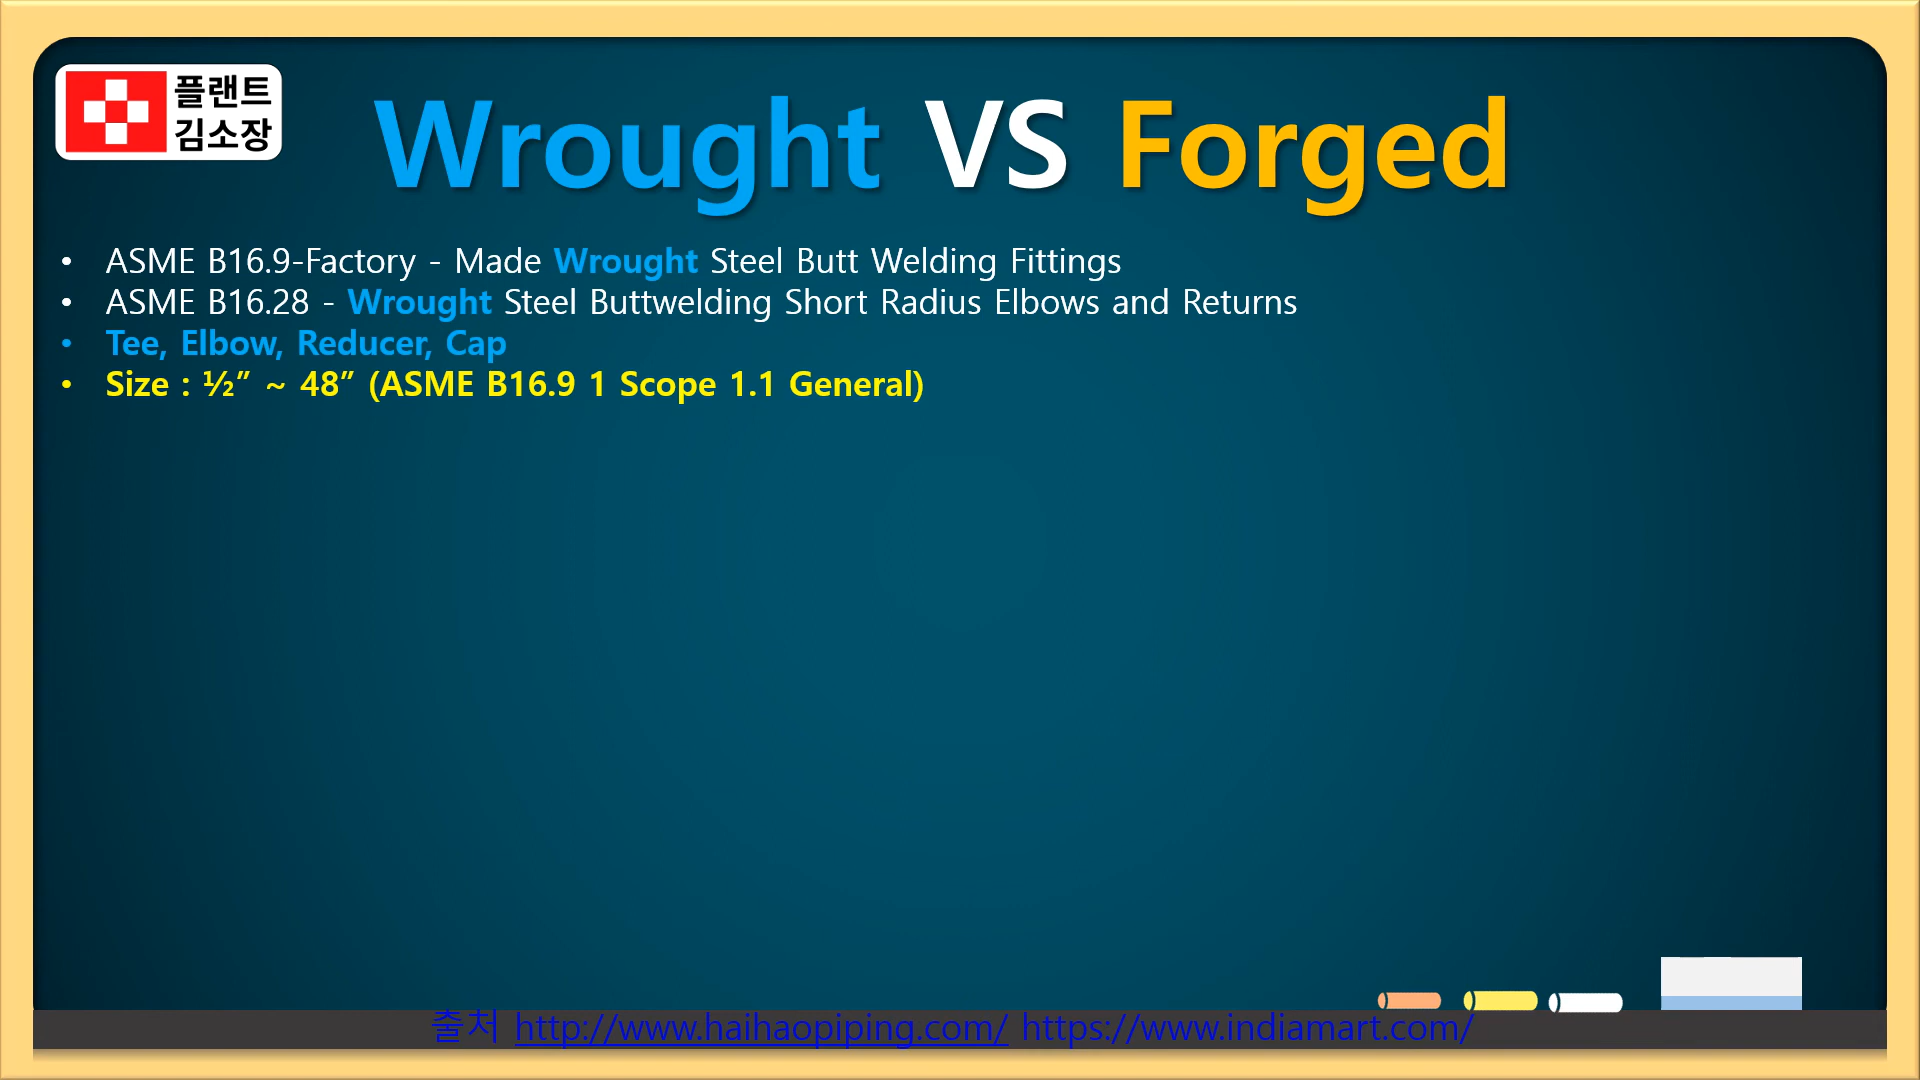 플랜트
김소장
Wrought VS Forged
• ASME B16.9-Factory - Made Wrought Steel Butt Welding Fittings
• ASME B16.28 - Wrought Steel Buttwelding Short Radius Elbows and Returns
• Tee, Elbow, Reducer, Cap
• Size : ½” ~ 48” (ASME B16.9 1 Scope 1.1 General)
출처 http://www.haihaopiping.com/ https://www.indiamart.com/